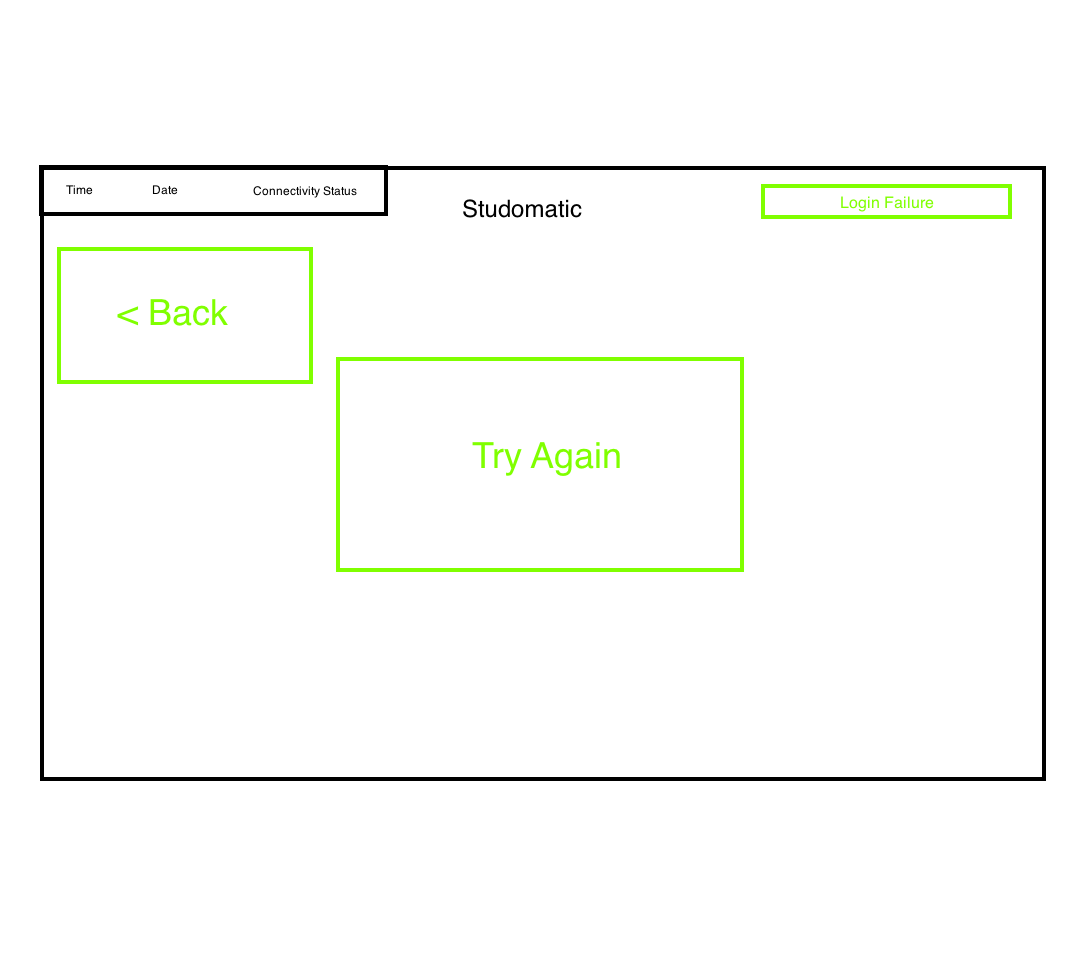 Time
Date
Connectivity Status
Studomatic
Login Failure
< Back
Try Again